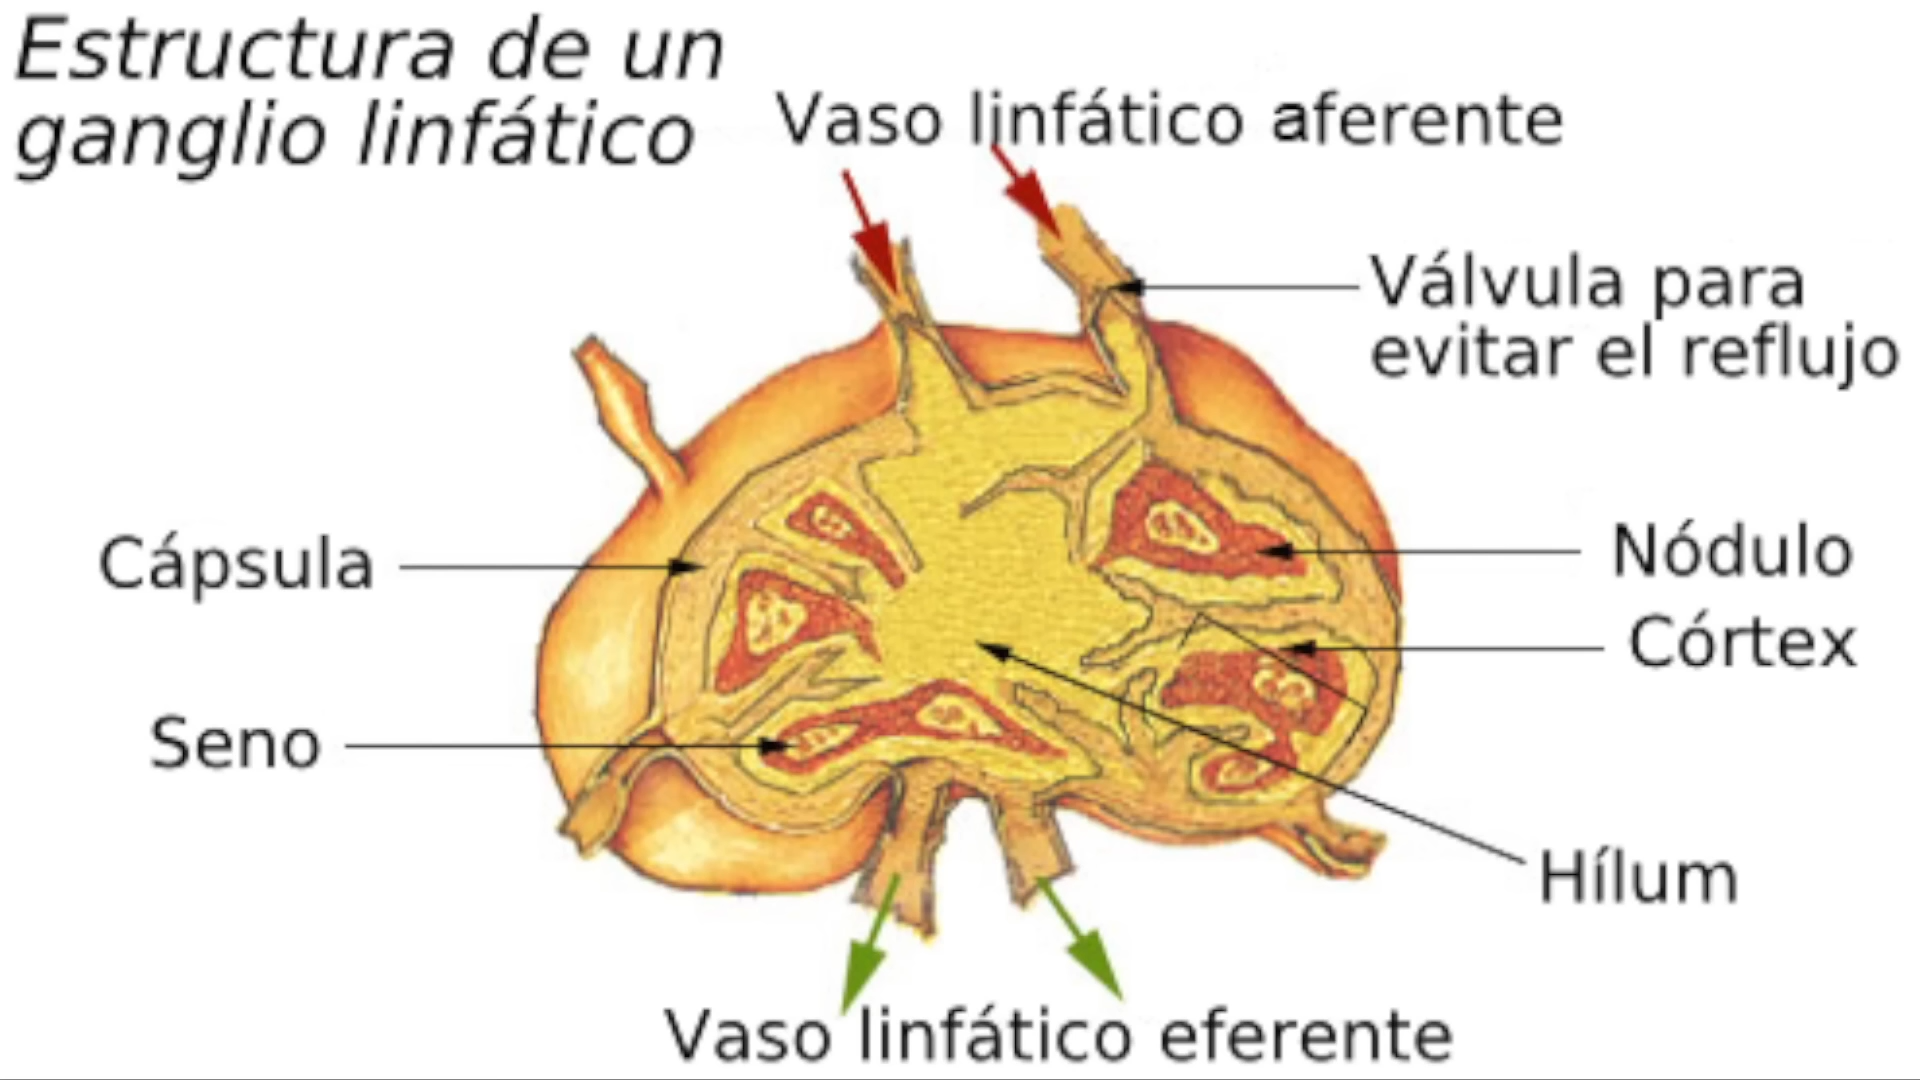 Estructura de un
ganglio linfático
Vaso linfático aferente
Válvula para
evitar el reflujo
Cápsula
Nódulo
Córtex
Seno
Hílum
Vaso linfático eferente